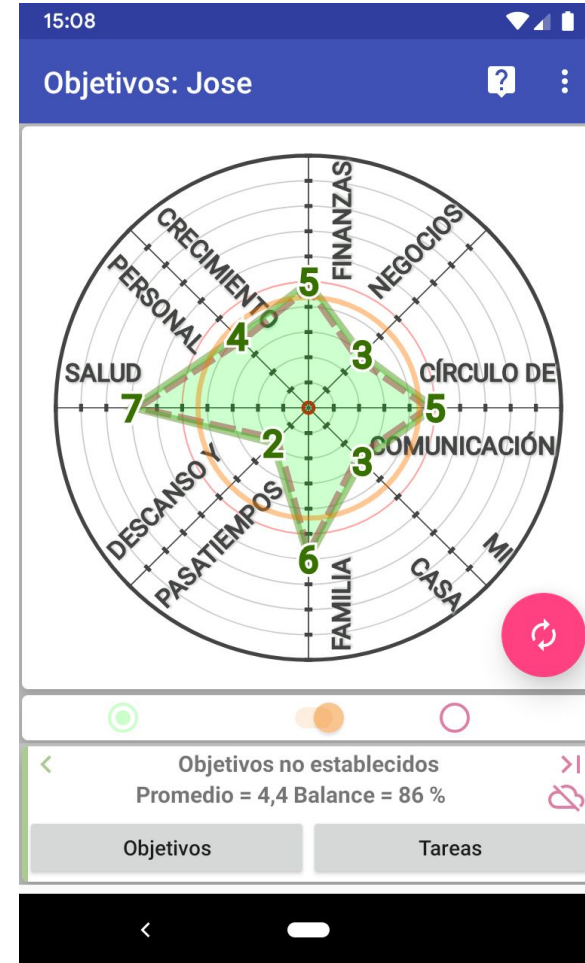 15:08
Objetivos: Jose
?
FINANZAS
5
NEGOCIOS
3
CÍRCULO DE
COMUNICACIÓN
5
MI
CASA
3
FAMILIA
6
DESCANSO Y
PASATIEMPOS
2
SALUD
7
CRECIMIENTO
PERSONAL
4
Objetivos no establecidos
Promedio = 4,4 Balance = 86 %
Objetivos
Tareas